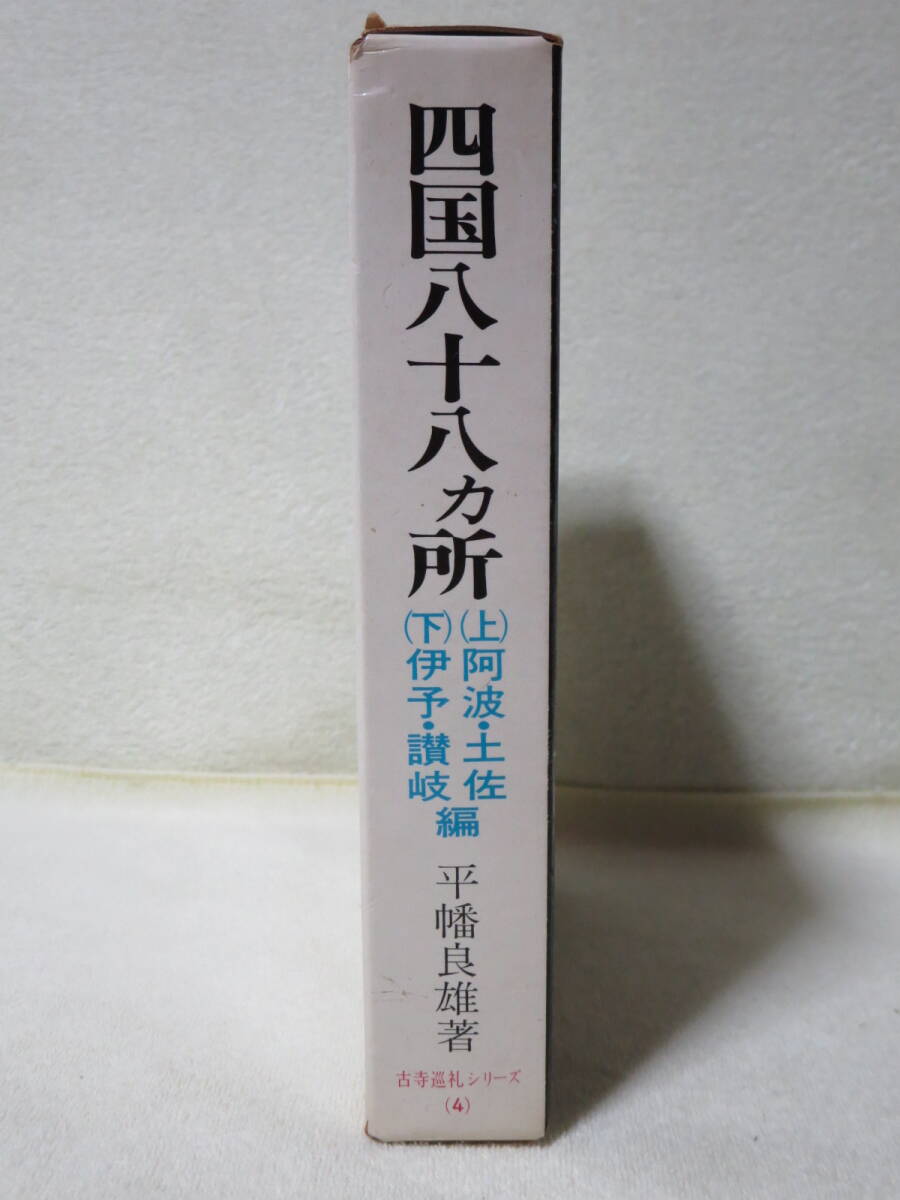 四国八十八カ所
(上)阿波・土佐
(下)伊予・讃岐
編
平幡良雄著
古寺巡礼シリーズ
(4)